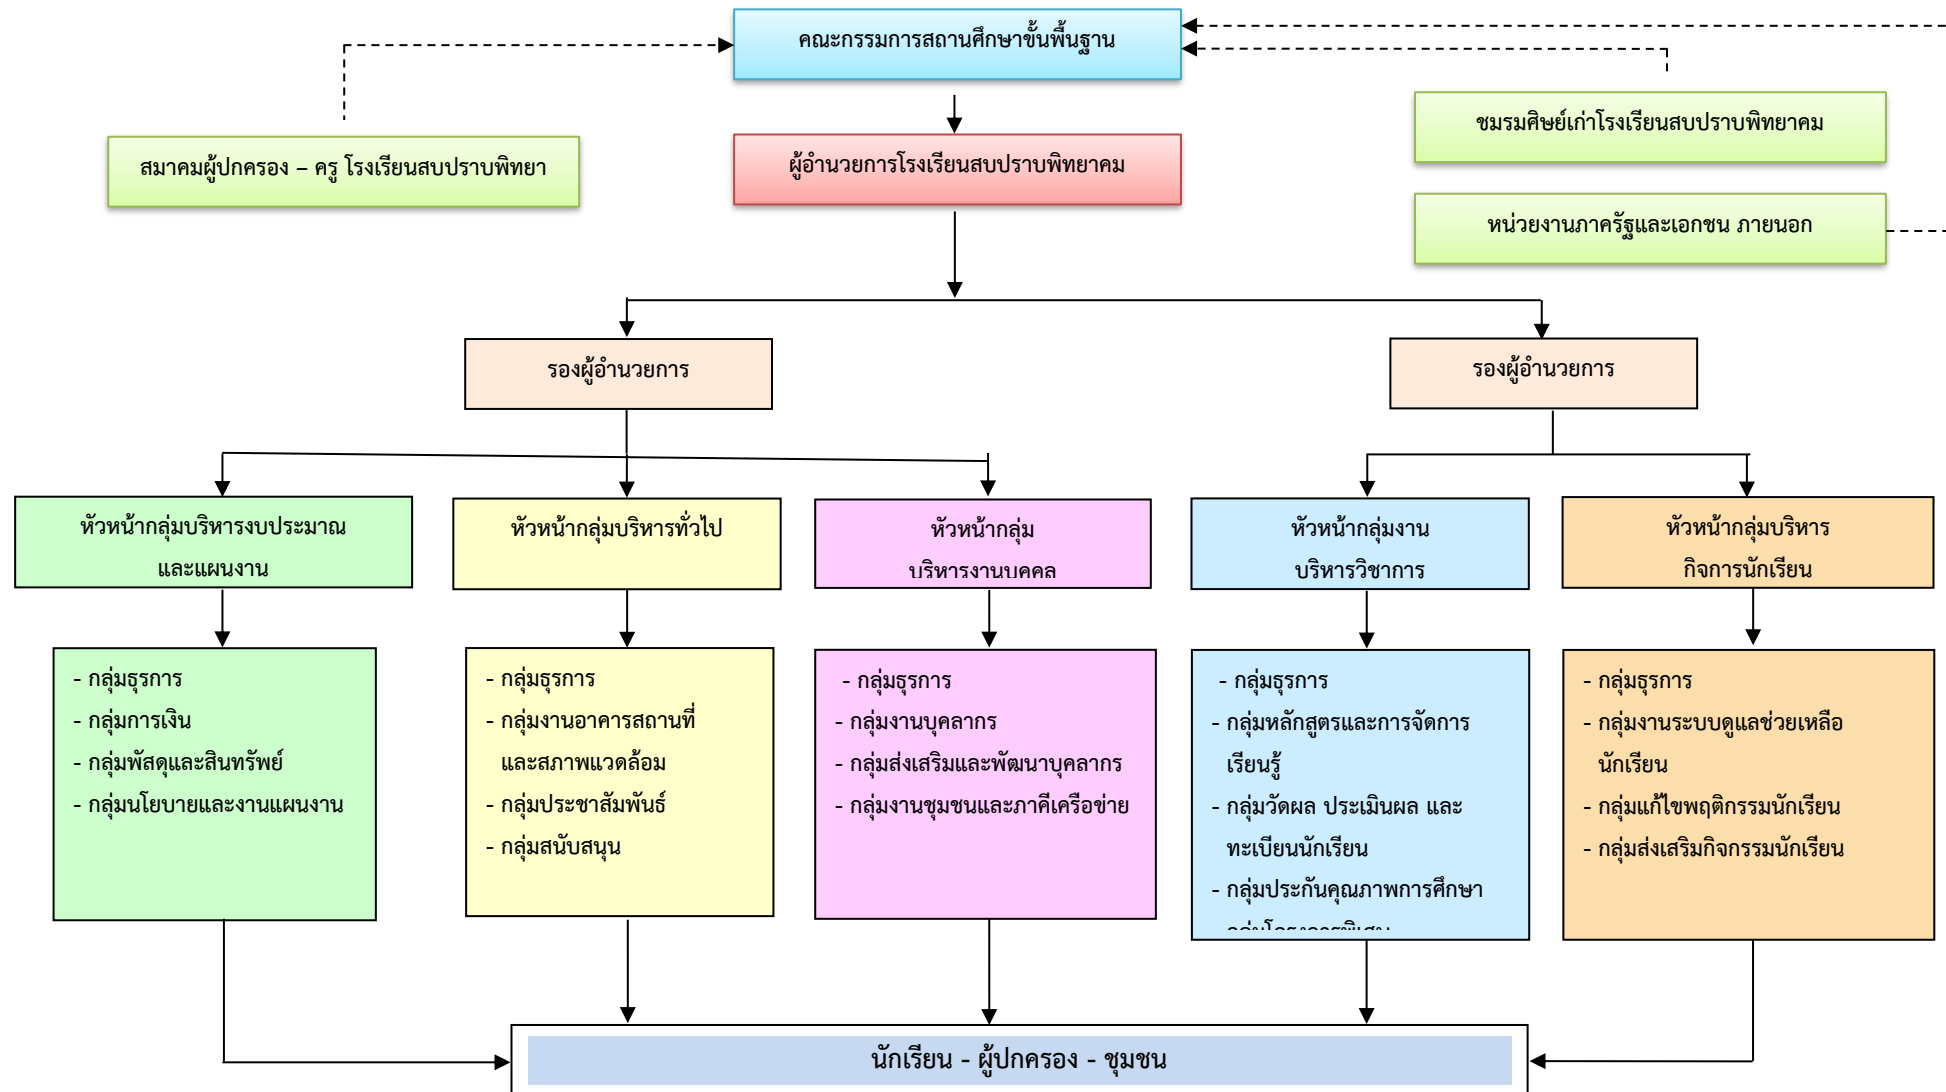 คณะกรรมการสถานศึกษาขั้นพื้นฐาน
ชมรมศิษย์เก่าโรงเรียนสบปราบพิทยาคม
สมาคมผู้ปกครอง – ครู โรงเรียนสบปราบพิทยา
ผู้อำนวยการโรงเรียนสบปราบพิทยาคม
หน่วยงานภาครัฐและเอกชน ภายนอก
รองผู้อำนวยการ
รองผู้อำนวยการ
หัวหน้ากลุ่มบริหารงบประมาณ
และแผนงาน
หัวหน้ากลุ่มบริหารทั่วไป
หัวหน้ากลุ่ม
บริหารงานบุคคล
หัวหน้ากลุ่มงาน
บริหารวิชาการ
หัวหน้ากลุ่มบริหาร
กิจการนักเรียน
- กลุ่มธุรการ
- กลุ่มการเงิน
- กลุ่มพัสดุและสินทรัพย์
- กลุ่มนโยบายและงานแผนงาน
- กลุ่มธุรการ
- กลุ่มงานอาคารสถานที่
และสภาพแวดล้อม
- กลุ่มประชาสัมพันธ์
- กลุ่มสนับสนุน
- กลุ่มธุรการ
- กลุ่มงานบุคลากร
- กลุ่มส่งเสริมและพัฒนาบุคลากร
- กลุ่มงานชุมชนและภาคีเครือข่าย
- กลุ่มธุรการ
- กลุ่มหลักสูตรและการจัดการ
เรียนรู้
- กลุ่มวัดผล ประเมินผล และ
ทะเบียนนักเรียน
- กลุ่มประกันคุณภาพการศึกษา
- กลุ่มโครงการพิเศษ
- กลุ่มธุรการ
- กลุ่มงานระบบดูแลช่วยเหลือ
นักเรียน
- กลุ่มแก้ไขพฤติกรรมนักเรียน
- กลุ่มส่งเสริมกิจกรรมนักเรียน
นักเรียน - ผู้ปกครอง - ชุมชน